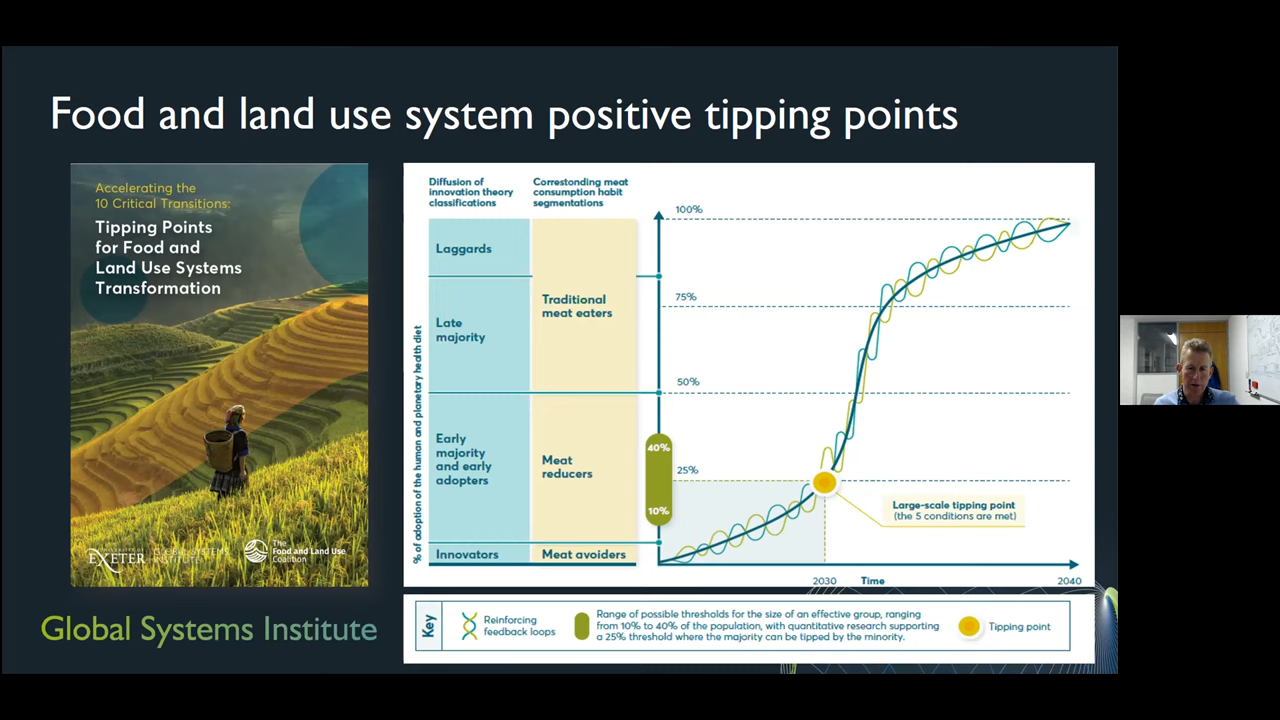 Food and land use system positive tipping points
Accelerating the
10 Critical Transitions:
Tipping Points
for Food and
Land Use Systems
Transformation
EXETER
GLOBAL SYSTEMS
INSTITUTE
The
Food and Land Use
Coalition
Global Systems Institute
Diffusion of
innovation theory
classifications
Correstonding meat
consumption habit
segmentations
% of adoption of the human and planetary health diet
Laggards
Late
majority
Early
majority
and early
adopters
Innovators
Traditional
meat eaters
Meat
reducers
Meat avoiders
100%
75%
50%
40%
25%
10%
Large-scale tipping point
(the 5 conditions are met)
2030
Time
2040
Key
Reinforcing
feedback loops
Range of possible thresholds for the size of an effective group, ranging
from 10% to 40% of the population, with quantitative research supporting
a 25% threshold where the majority can be tipped by the minority.
Tipping point